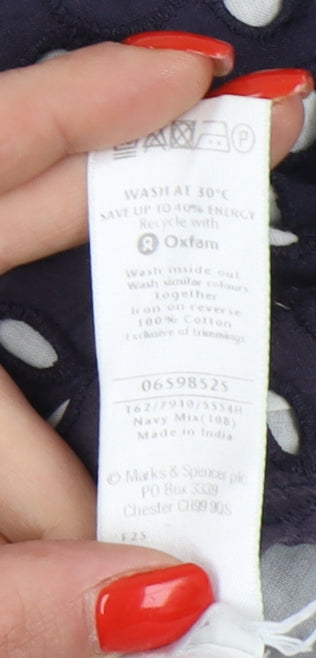 P
WASH AT 30°C
SAVE UP TO 40% ENERGY
Recycle with
Oxfam
Wash inside out
Wash similar colours
together
Iron on reverse
100% Cotton
Exclusive of trimmings
06598525
T62/7910/5554H
Navy Mix(108)
Made in India
© Marks & Spencer plc
PO Box 3339
Chester CH99 9QS
F25